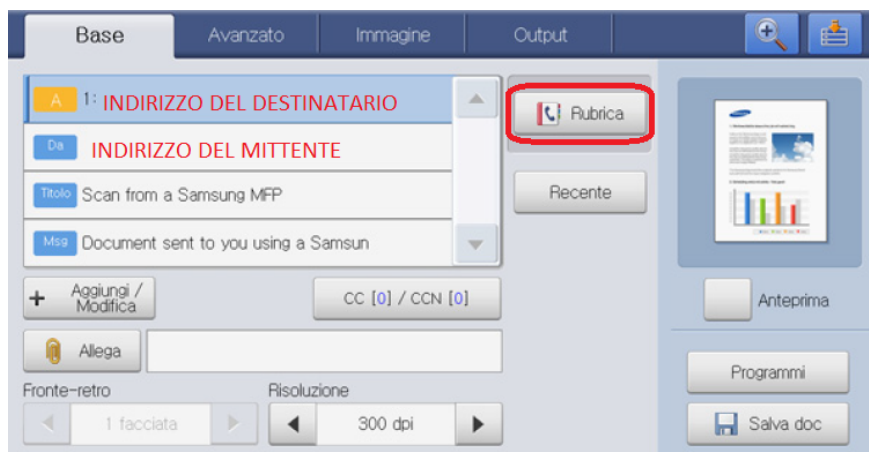 Base
Avanzato
Immagine
Output
A 1: INDIRIZZO DEL DESTINATARIO
Da INDIRIZZO DEL MITTENTE
Titolo Scan from a Samsung MFP
Msg Document sent to you using a Samsun
Rubrica
Recente
+ Aggiungi /
Modifica
CC [0] / CCN [0]
Allega
Fronte-retro
Risoluzione
1 facciata
300 dpi
Anteprima
Programmi
Salva doc